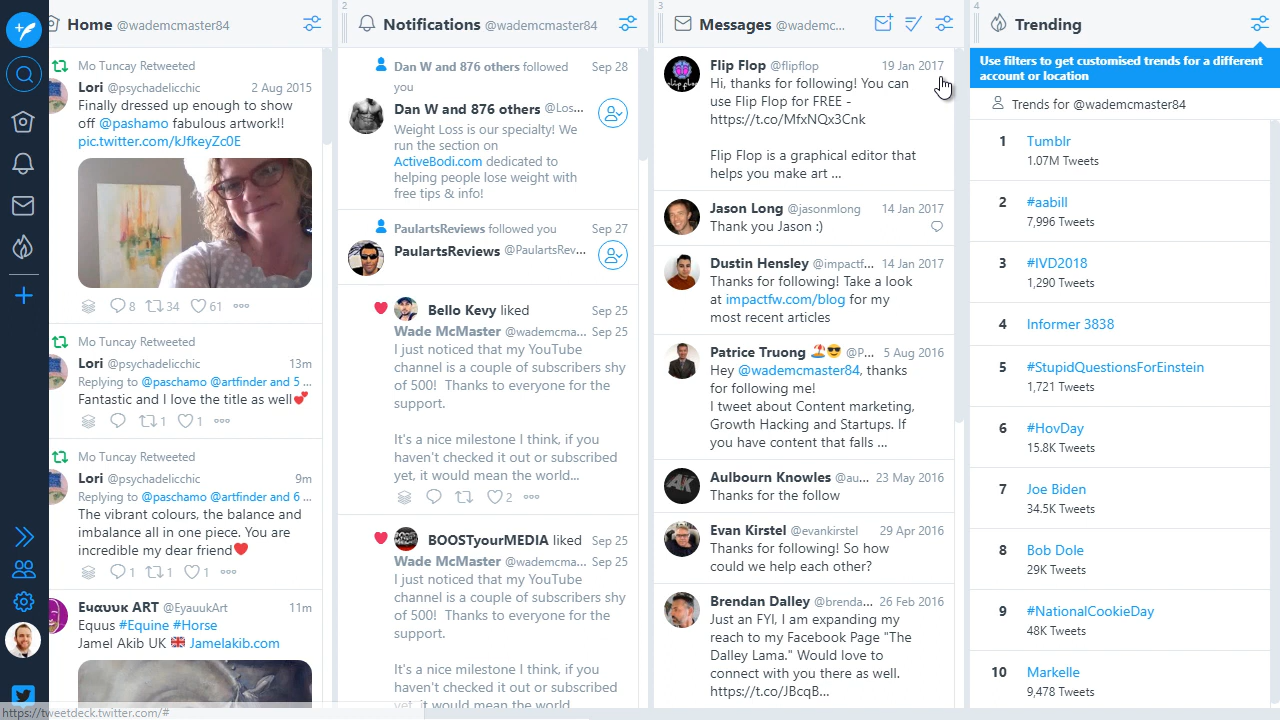 Home @wademcmaster84
Mo Tuncay Retweeted
Lori @psychadelicchic 2 Aug 2015
Finally dressed up enough to show
off @pashamo fabulous artwork!!
pic.twitter.com/kJfkeyZc0E
8 34 61
Mo Tuncay Retweeted
Lori @psychadelicchic 13m
Replying to @paschamo @artfinder and 5 ...
Fantastic and I love the title as well💕
1 1
Mo Tuncay Retweeted
Lori @psychadelicchic 9m
Replying to @paschamo @artfinder and 6 ...
The vibrant colours, the balance and
imbalance all in one piece. You are
incredible my dear friend❤️
1 1 1
Eчαυυκ ART @EyauukArt 11m
Equus #Equine #Horse
Jamel Akib UK 🇬🇧 Jamelakib.com
https://tweetdeck.twitter.com/#
2
Notifications @wademcmaster84
Dan W and 876 others followed Sep 28
you
Dan W and 876 others @Los...
Weight Loss is our specialty! We
run the section on
ActiveBodi.com dedicated to
helping people lose weight with
free tips & info!
PaulartsReviews followed you Sep 27
PaulartsReviews @PaulartsRev...
Bello Kevy liked Sep 25
Wade McMaster @wademcma... Sep 25
I just noticed that my YouTube
channel is a couple of subscribers shy
of 500! Thanks to everyone for the
support.
It's a nice milestone I think, if you
haven't checked it out or subscribed
yet, it would mean the world...
2
BOOSTyourMEDIA liked Sep 25
Wade McMaster @wademcma... Sep 25
I just noticed that my YouTube
channel is a couple of subscribers shy
of 500! Thanks to everyone for the
support.
It's a nice milestone I think, if you
haven't checked it out or subscribed
yet, it would mean the world
3
Messages @wademc...
Flip Flop @flipflop 19 Jan 2017
Hi, thanks for following! You can
use Flip Flop for FREE -
https://t.co/MfxNQx3Cnk
Flip Flop is a graphical editor that
helps you make art ...
Jason Long @jasonmlong 14 Jan 2017
Thank you Jason :)
Dustin Hensley @impactf... 14 Jan 2017
Thanks for following! Take a look
at impactfw.com/blog for my
most recent articles
Patrice Truong 🏖️😎 @P... 5 Aug 2016
Hey @wademcmaster84, thanks
for following me!
I tweet about Content marketing,
Growth Hacking and Startups. If
you have content that falls ...
AK
Aulbourn Knowles @au... 23 May 2016
Thanks for the follow
Evan Kirstel @evankirstel 29 Apr 2016
Thanks for following! So how
could we help each other?
Brendan Dalley @brenda... 26 Feb 2016
Just an FYI, I am expanding my
reach to my Facebook Page "The
Dalley Lama." Would love to
connect with you there as well.
https://t.co/JBcqB...
4
Trending
Use filters to get customised trends for a different
account or location
Trends for @wademcmaster84
1 Tumblr
1.07M Tweets
2 #aabill
7,996 Tweets
3 #IVD2018
1,290 Tweets
4 Informer 3838
5 #StupidQuestionsForEinstein
1,721 Tweets
6 #HovDay
15.8K Tweets
7 Joe Biden
34.5K Tweets
8 Bob Dole
29K Tweets
9 #NationalCookieDay
48K Tweets
10 Markelle
9,478 Tweets